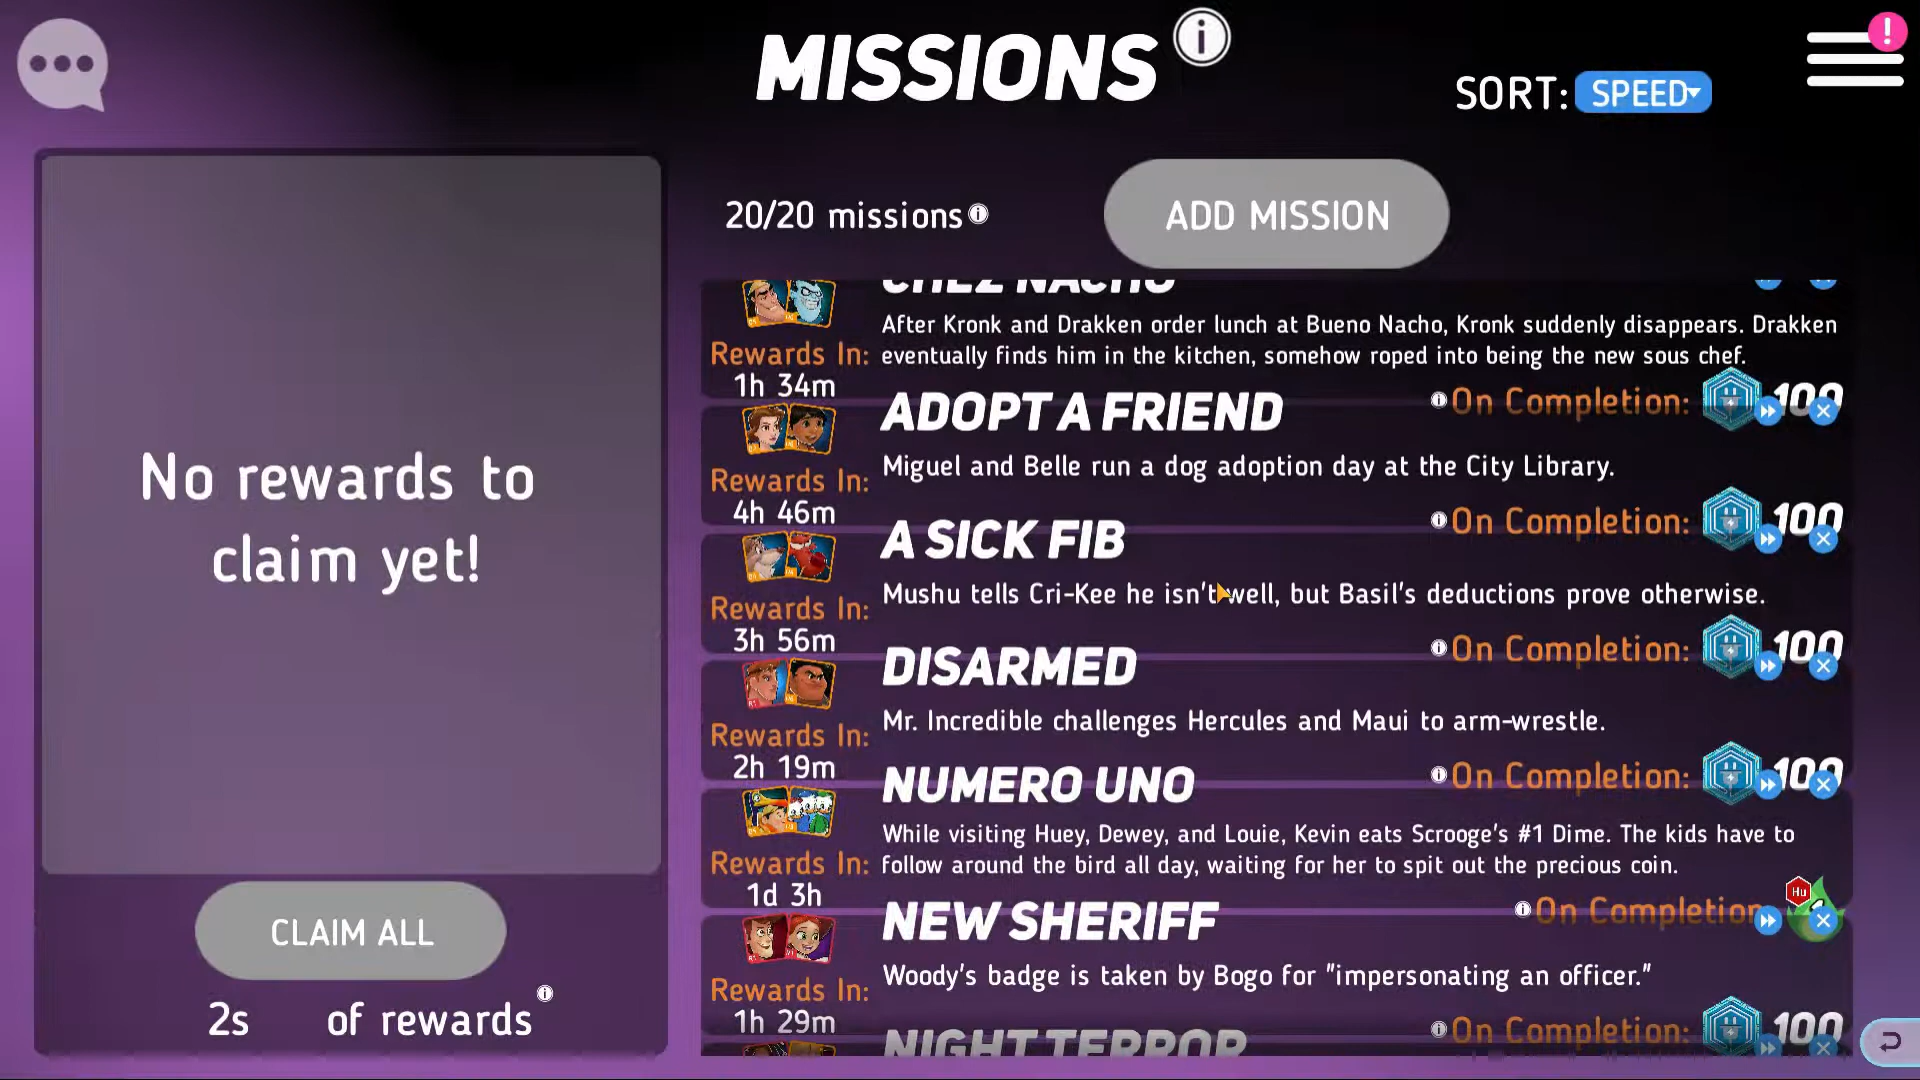 MISSIONS
SORT: SPEED
20/20 missions
ADD MISSION
No rewards to
claim yet!
CLAIM ALL
2s of rewards
CHEZ NACHO
After Kronk and Drakken order lunch at Bueno Nacho, Kronk suddenly disappears. Drakken
eventually finds him in the kitchen, somehow roped into being the new sous chef.
Rewards In:
1h 34m
On Completion: 100
ADOPT A FRIEND
Miguel and Belle run a dog adoption day at the City Library.
Rewards In:
4h 46m
On Completion: 100
A SICK FIB
Mushu tells Cri-Kee he isn't well, but Basil's deductions prove otherwise.
Rewards In:
3h 56m
On Completion: 100
DISARMED
Mr. Incredible challenges Hercules and Maui to arm-wrestle.
Rewards In:
2h 19m
On Completion: 100
NUMERO UNO
While visiting Huey, Dewey, and Louie, Kevin eats Scrooge's #1 Dime. The kids have to
follow around the bird all day, waiting for her to spit out the precious coin.
Rewards In:
1d 3h
On Completion
Hu
NEW SHERIFF
Woody's badge is taken by Bogo for "impersonating an officer."
Rewards In:
1h 29m
On Completion: 100
NIGHT TERROR